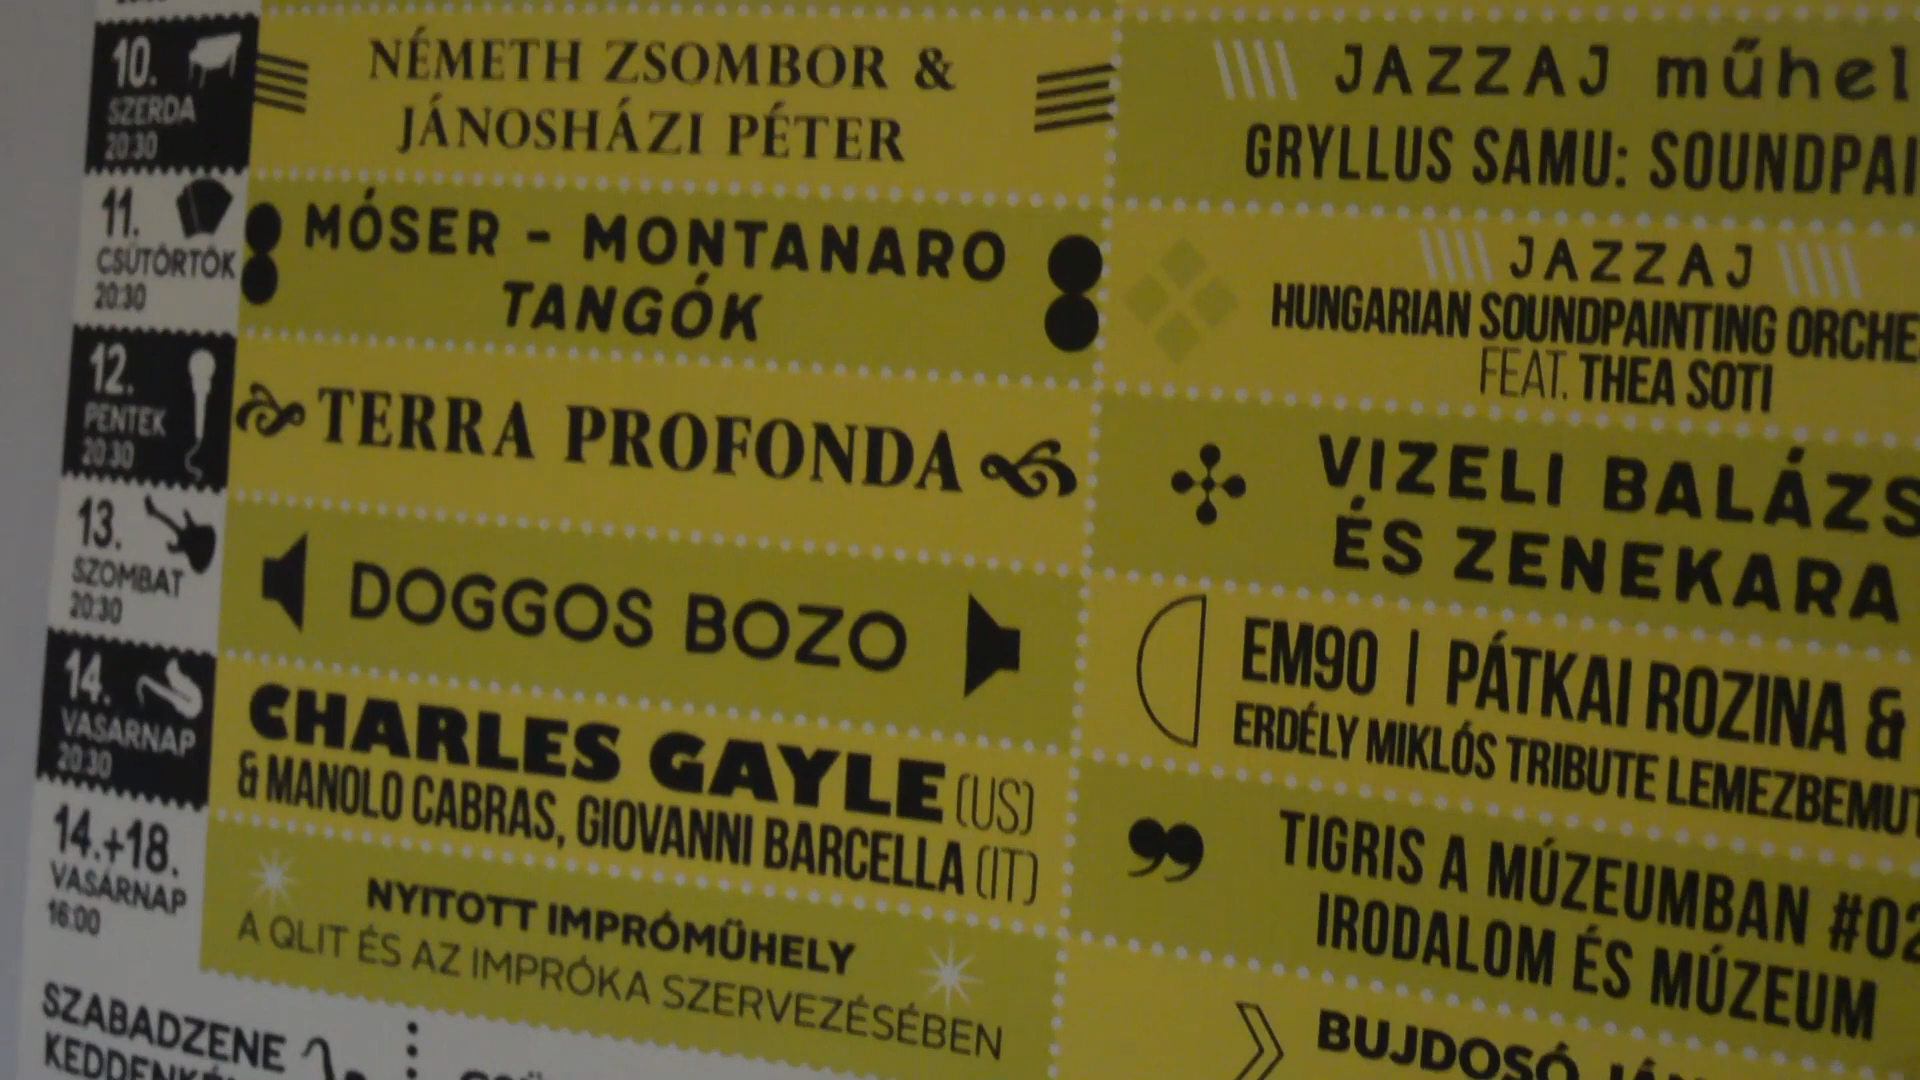 10.
SZERDA
20:30
NÉMETH ZSOMBOR &
JÁNOSHÁZI PÉTER
11.
CSÜTÖRTÖK
20:30
MÓSER - MONTANARO
TANGÓK
12.
PÉNTEK
20:30
TERRA PROFONDA
13.
SZOMBAT
20:30
DOGGOS BOZO
14.
VASÁRNAP
20:30
CHARLES GAYLE (US)
& MANOLO CABRAS, GIOVANNI BARCELLA (IT)
14.+18.
VASÁRNAP
16:00
NYITOTT IMPRÓMŰHELY
A QLIT ÉS AZ IMPRÓKA SZERVEZÉSÉBEN
SZABADZENE
JAZZAJ műhel
GRYLLUS SAMU: SOUNDPAI
JAZZAJ
HUNGARIAN SOUNDPAINTING ORCHE
FEAT. THEA SOTI
VIZELI BALÁZS
ÉS ZENEKARA
EM90 | PÁTKAI ROZINA &
ERDÉLY MIKLÓS TRIBUTE LEMEZBEMUT
TIGRIS A MÚZEUMBAN #02
IRODALOM ÉS MÚZEUM
BUJDOSÓ